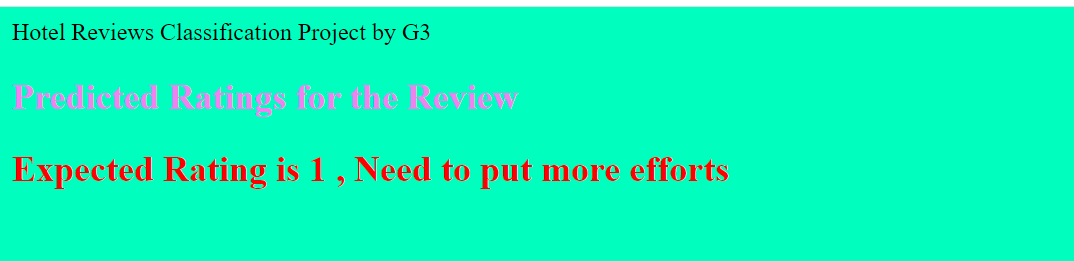 Hotel Reviews Classification Project by G3
Predicted Ratings for the Review
Expected Rating is 1 , Need to put more efforts